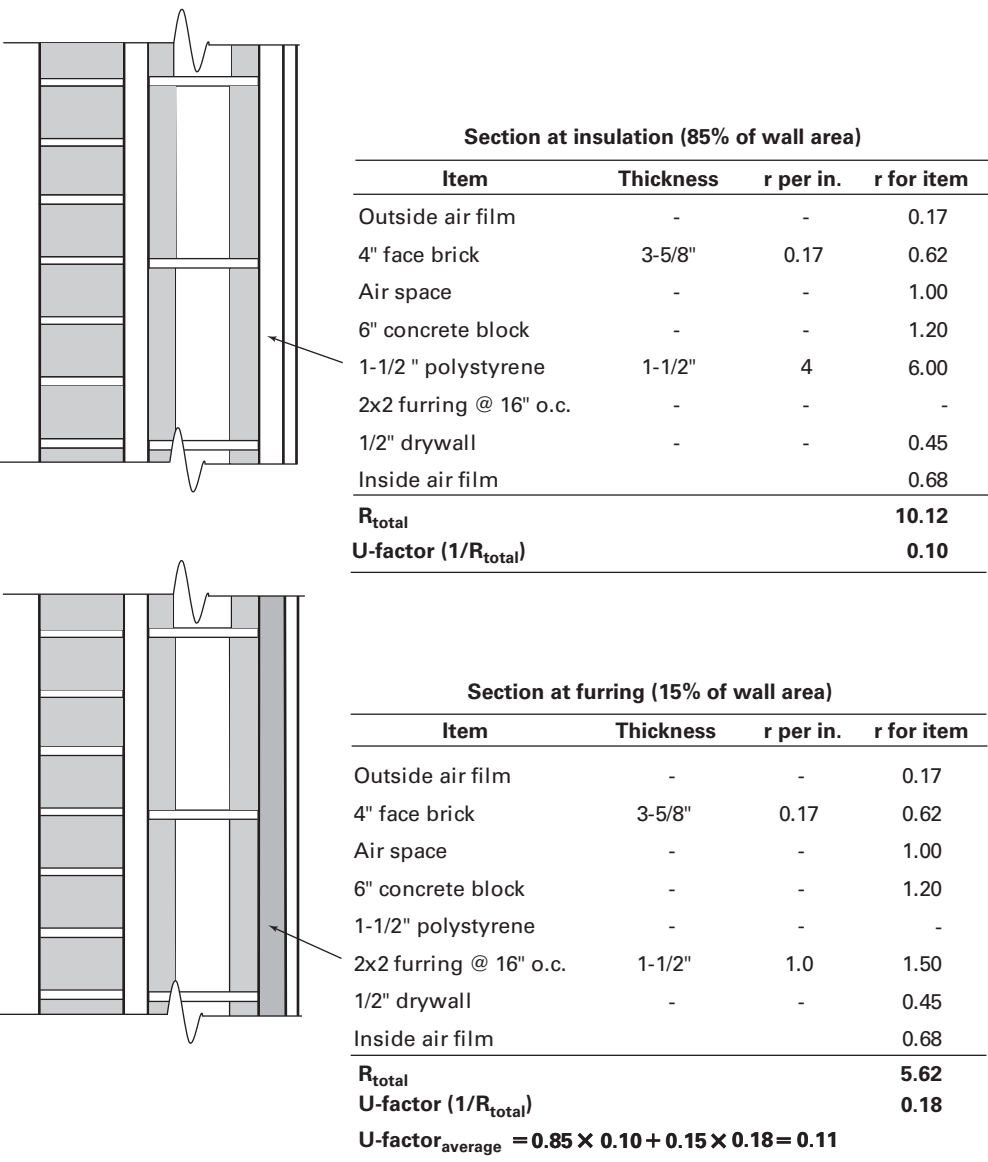 Section at insulation (85% of wall area)
Item Thickness r per in. r for item
Outside air film - - 0.17
4" face brick 3-5/8" 0.17 0.62
Air space - - 1.00
6" concrete block - - 1.20
1-1/2 " polystyrene 1-1/2" 4 6.00
2x2 furring @ 16" o.c. - - -
1/2" drywall - - 0.45
Inside air film 0.68
Rtotal 10.12
U-factor (1/Rtotal) 0.10
Section at furring (15% of wall area)
Item Thickness r per in. r for item
Outside air film - - 0.17
4" face brick 3-5/8" 0.17 0.62
Air space - - 1.00
6" concrete block - - 1.20
1-1/2" polystyrene - - -
2x2 furring @ 16" o.c. 1-1/2" 1.0 1.50
1/2" drywall - - 0.45
Inside air film 0.68
Rtotal 5.62
U-factor (1/Rtotal) 0.18
U-factoraverage = 0.85 × 0.10 + 0.15 × 0.18 = 0.11